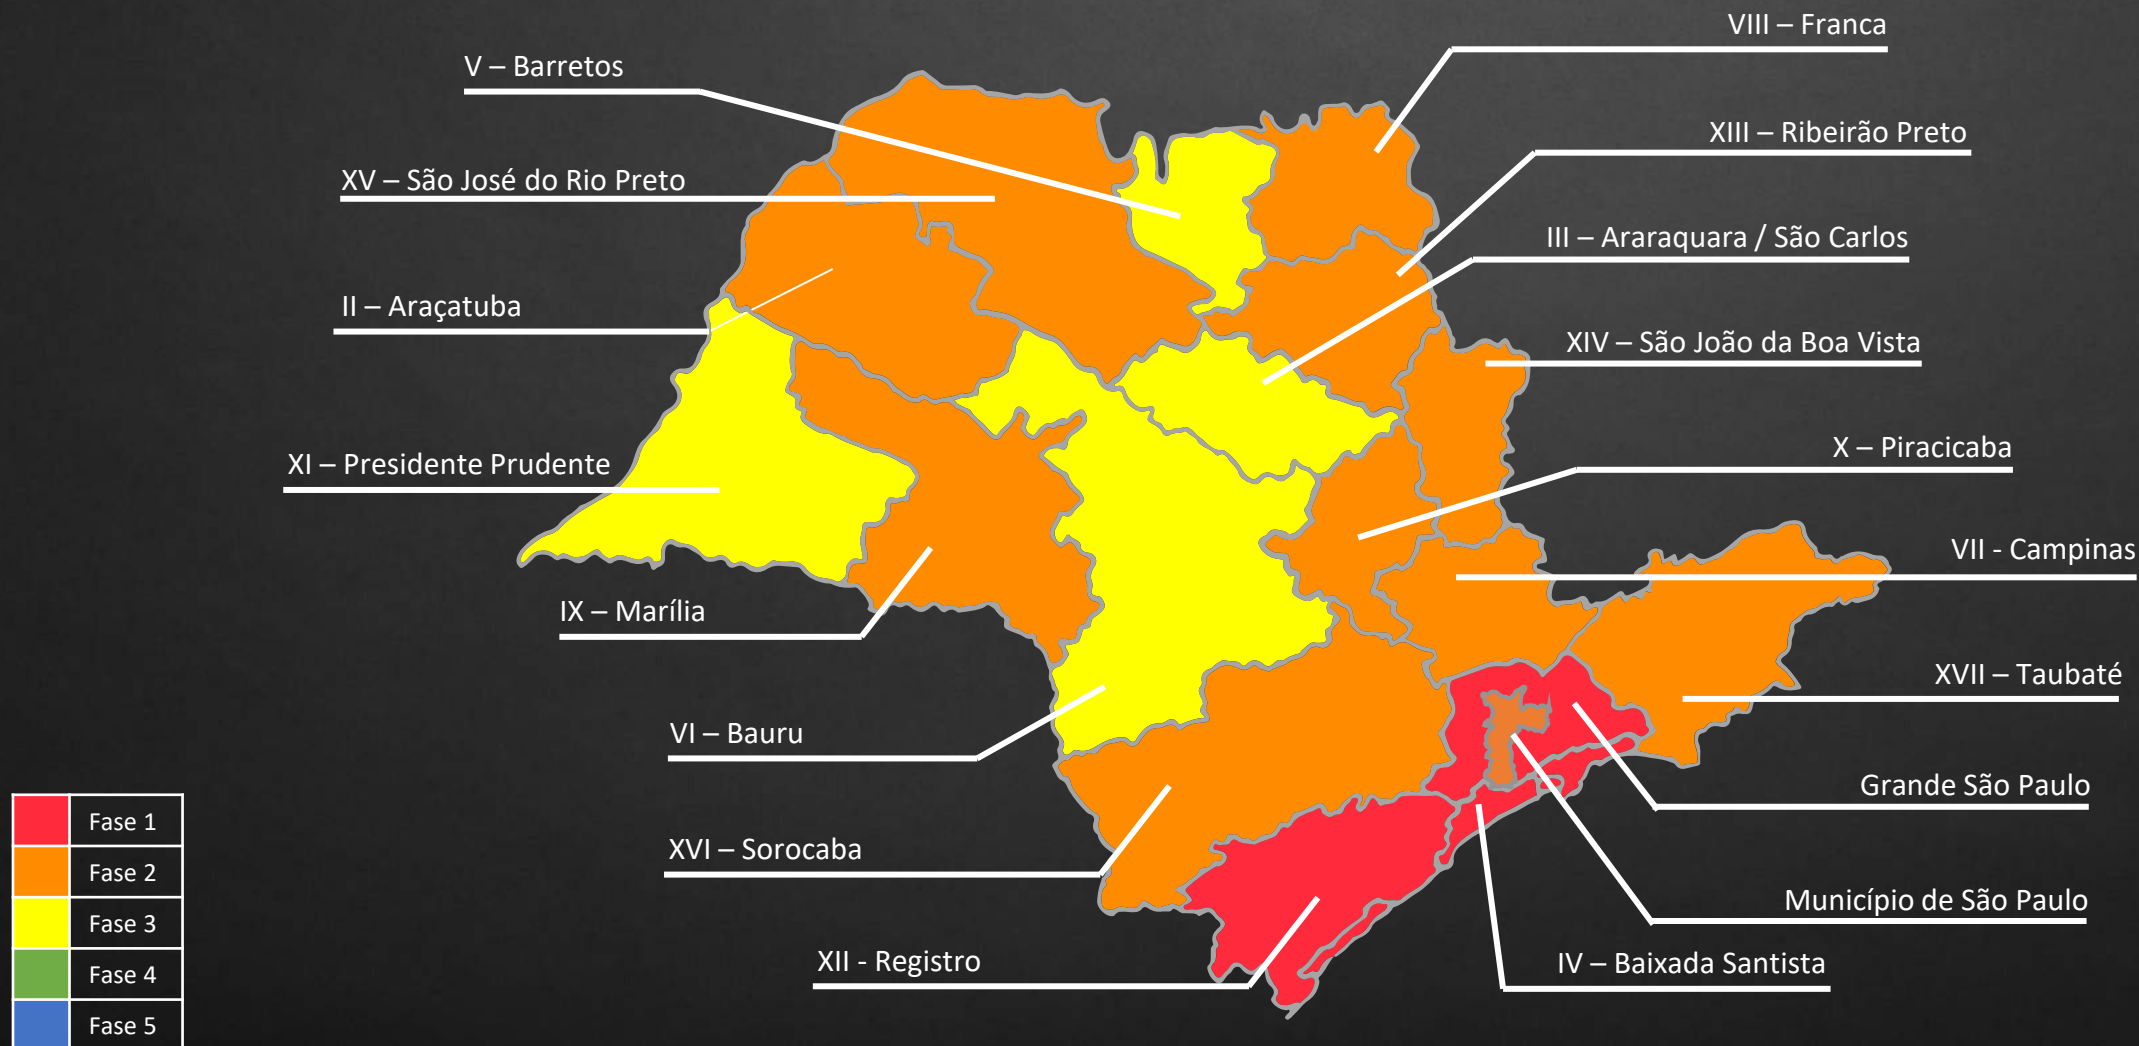 VIII – Franca
V – Barretos
XIII – Ribeirão Preto
XV – São José do Rio Preto
III – Araraquara / São Carlos
II – Araçatuba
XIV – São João da Boa Vista
X – Piracicaba
XI – Presidente Prudente
VII - Campinas
IX – Marília
XVII – Taubaté
VI – Bauru
Grande São Paulo
XVI – Sorocaba
Município de São Paulo
XII - Registro
IV – Baixada Santista
Fase 1
Fase 2
Fase 3
Fase 4
Fase 5